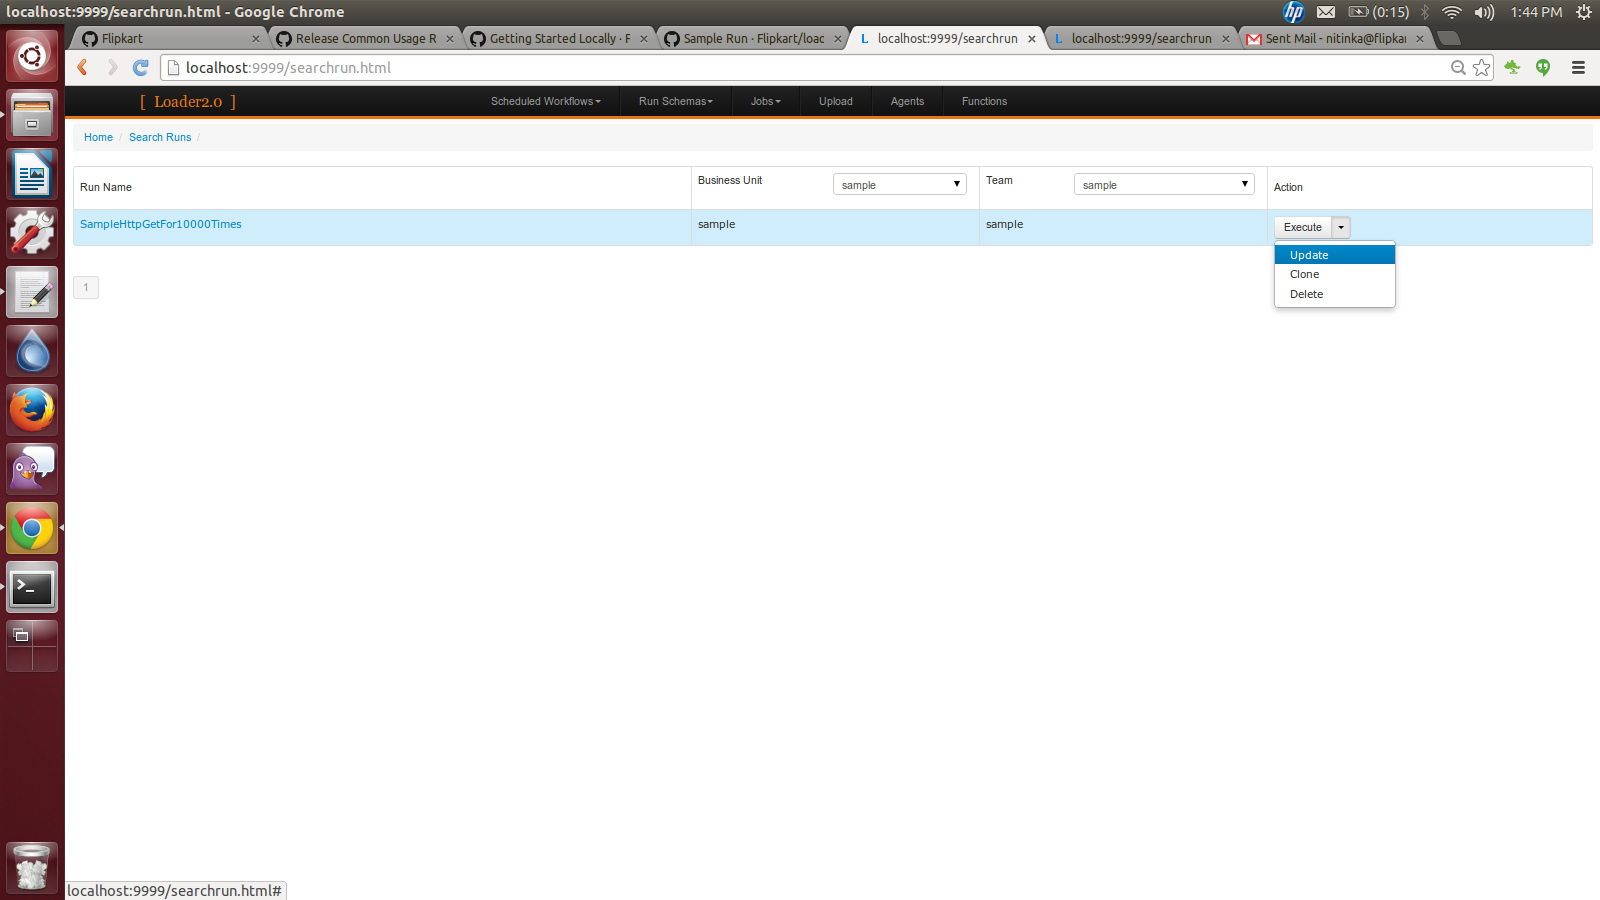 localhost:9999/searchrun.html - Google Chrome
hp
(0:15)
1:44 PM
Flipkart
Release Common Usage R
Getting Started Locally · F
Sample Run · Flipkart/load
L localhost:9999/searchrun
L localhost:9999/searchrun
Sent Mail - nitinka@flipkar
localhost:9999/searchrun.html
[ Loader2.0 ]
Scheduled Workflows
Run Schemas
Jobs
Upload
Agents
Functions
Home / Search Runs /
Run Name
Business Unit
sample
Team
sample
Action
SampleHttpGetFor10000Times
sample
sample
Execute
Update
Clone
Delete
1
>_
localhost:9999/searchrun.html#